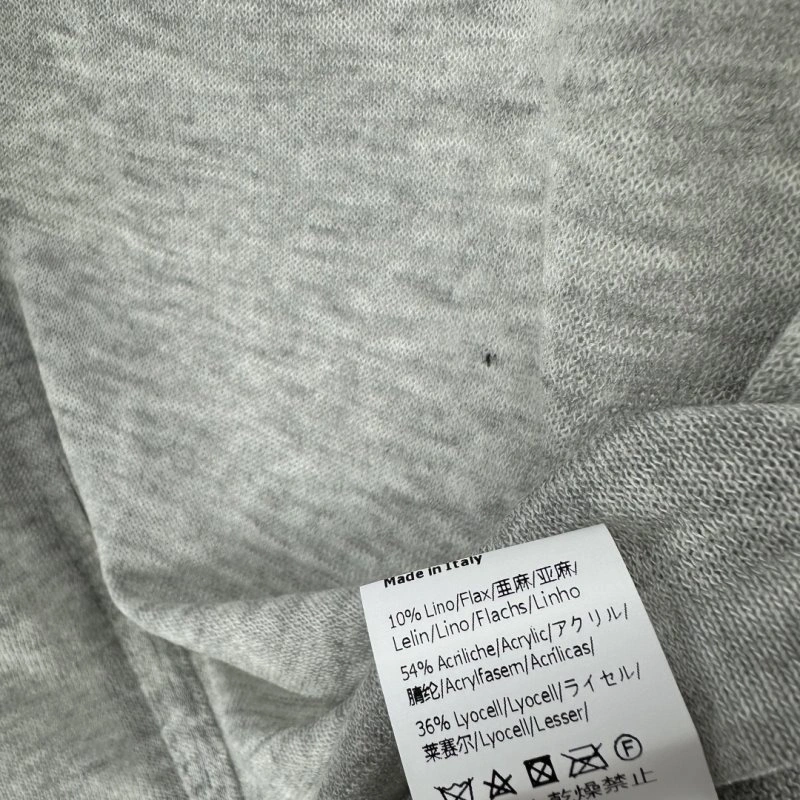 Made in Italy
10% Lino/Flax/亜麻/亚麻/
Lelin/Lino/Flachs/Linho
54% Acriliche/Acrylic/アクリル/
腈纶/Acrylfasern/Acrílicas/
36% Lyocell/Lyocell/ライセル/
莱赛尔/Lyocell/Lesser/
F
乾燥禁止